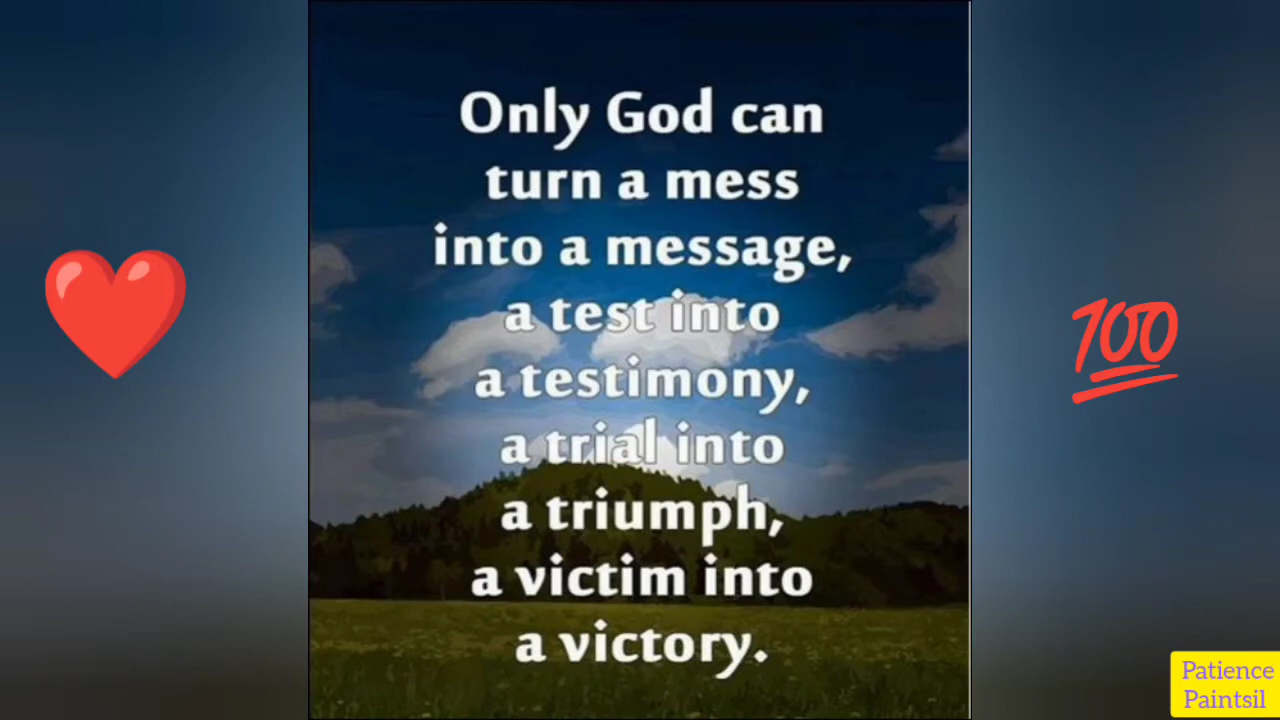 Only God can
turn a mess
into a message,
a test into
a testimony,
a trial into
a triumph,
a victim into
a victory.
💯
Patience
Paintsil